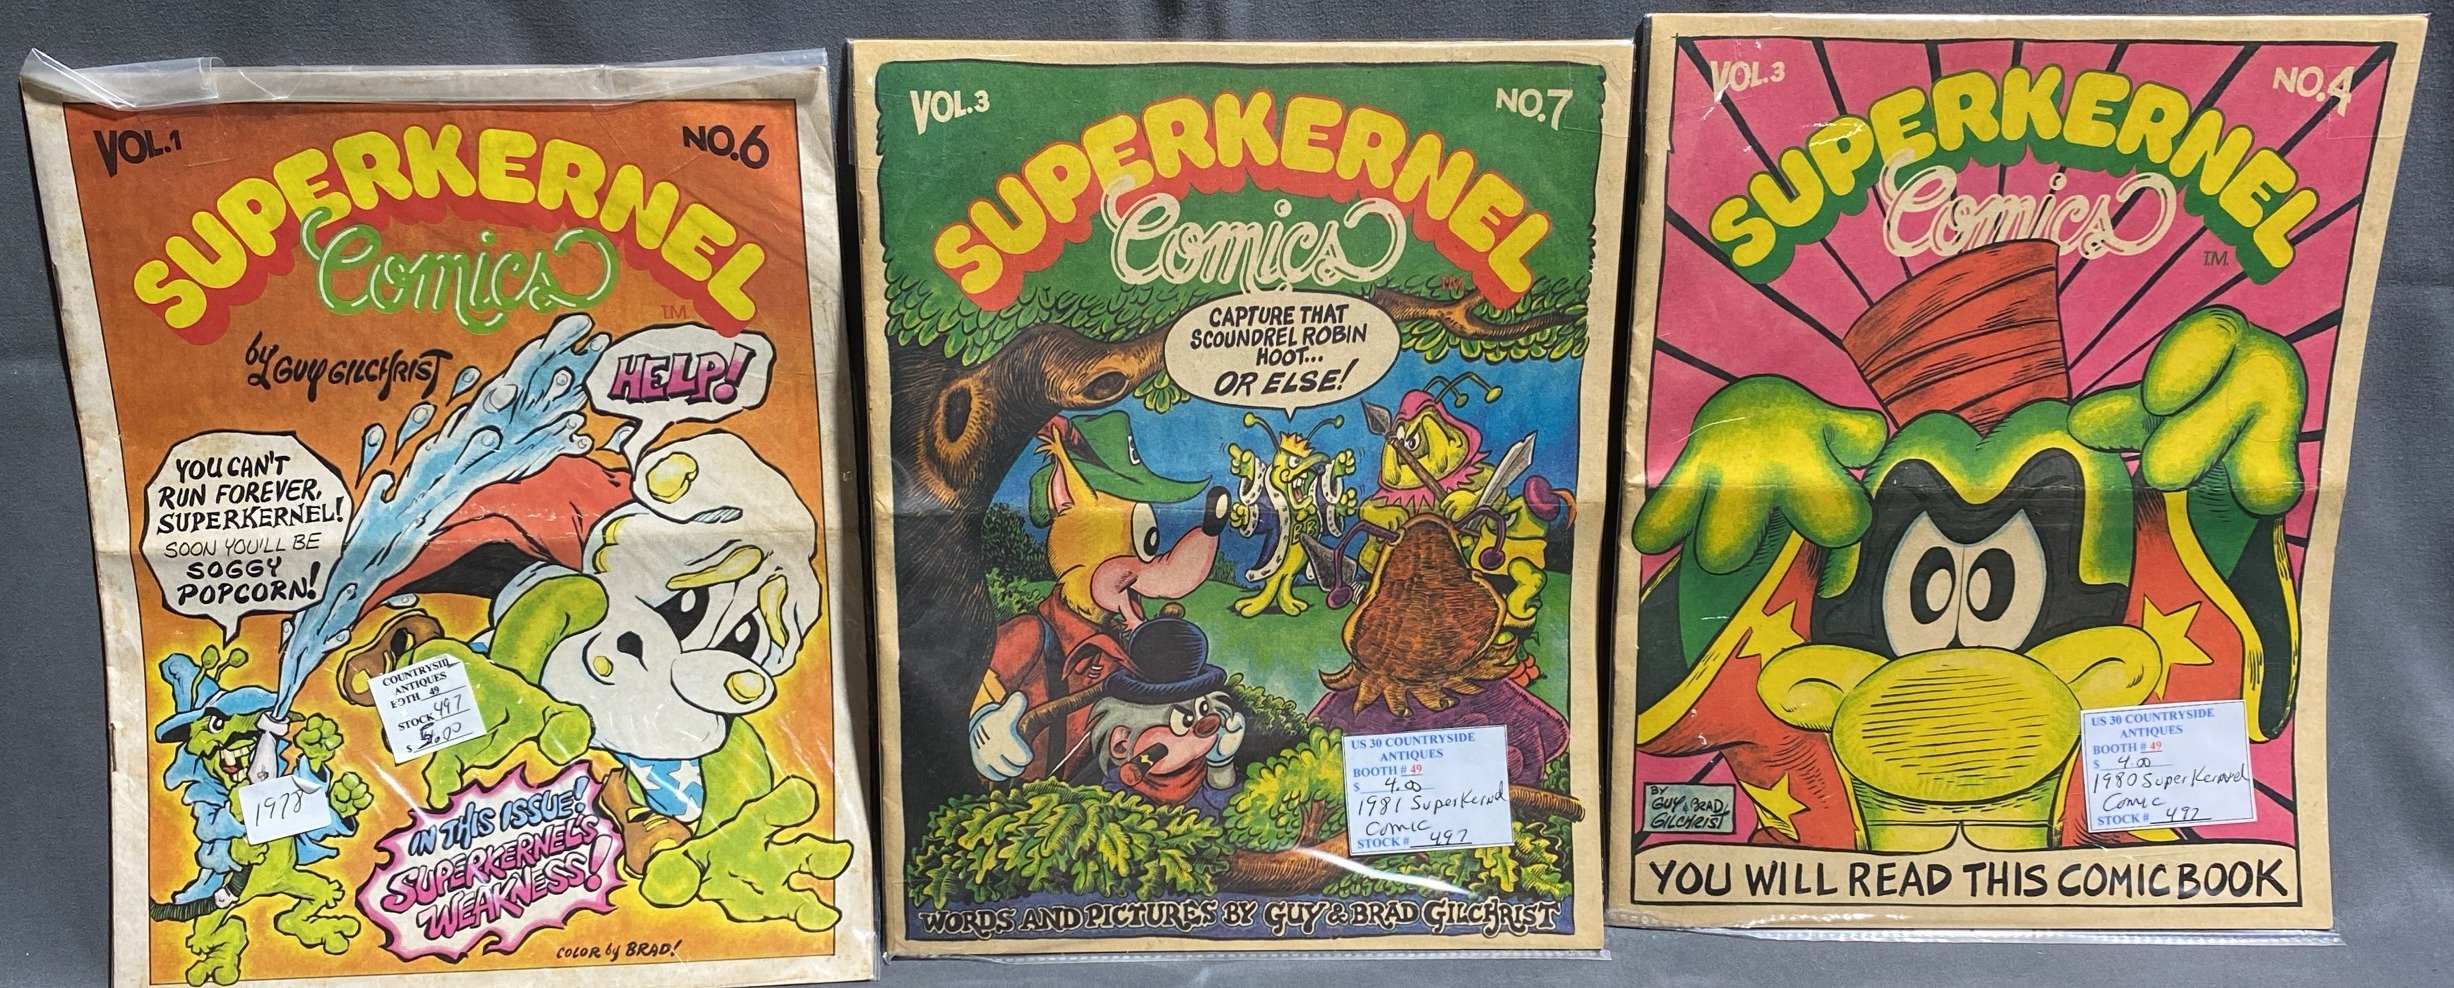 VOL.1
NO.6
SUPERKERNEL
Comics
T.M.
by GUY GILCHRIST
HELP!
YOU CAN'T
RUN FOREVER,
SUPERKERNEL!
SOON YOU'LL BE
SOGGY
POPCORN!
COUNTRYSIDE
ANTIQUES
BOTH 49
STOCK 497
$ 5.00
1978
IN THIS ISSUE!
SUPERKERNEL'S
WEAKNESS!
COLOR by BRAD!
VOL.3
NO.7
SUPERKERNEL
Comics
T.M.
CAPTURE THAT
SCOUNDREL ROBIN
HOOT...
OR ELSE!
US 30 COUNTRYSIDE
ANTIQUES
BOOTH # 49
$ 4.00
1981 SuperKernel
Comic
STOCK # 497
WORDS AND PICTURES BY GUY & BRAD GILCHRIST
VOL.3
NO.4
SUPERKERNEL
Comics
T.M.
BY
GUY & BRAD
GILCHRIST
US 30 COUNTRYSIDE
ANTIQUES
BOOTH # 49
$ 4.00
1980 SuperKernel
Comic
STOCK # 497
YOU WILL READ THIS COMIC BOOK